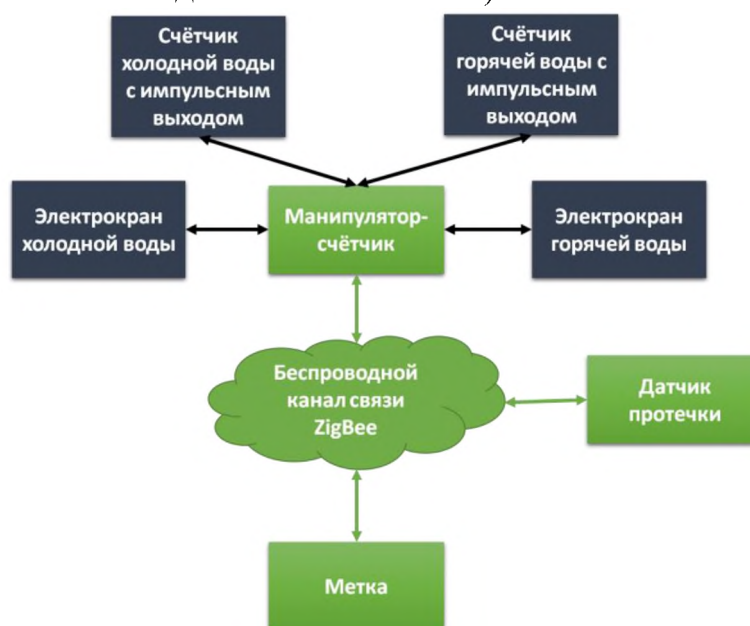 Счётчик
холодной воды
с импульсным
выходом
Счётчик
горячей воды с
импульсным
выходом
Электрокран
холодной воды
Манипулятор-
счётчик
Электрокран
горячей воды
Беспроводной
канал связи
ZigBee
Датчик
протечки
Метка